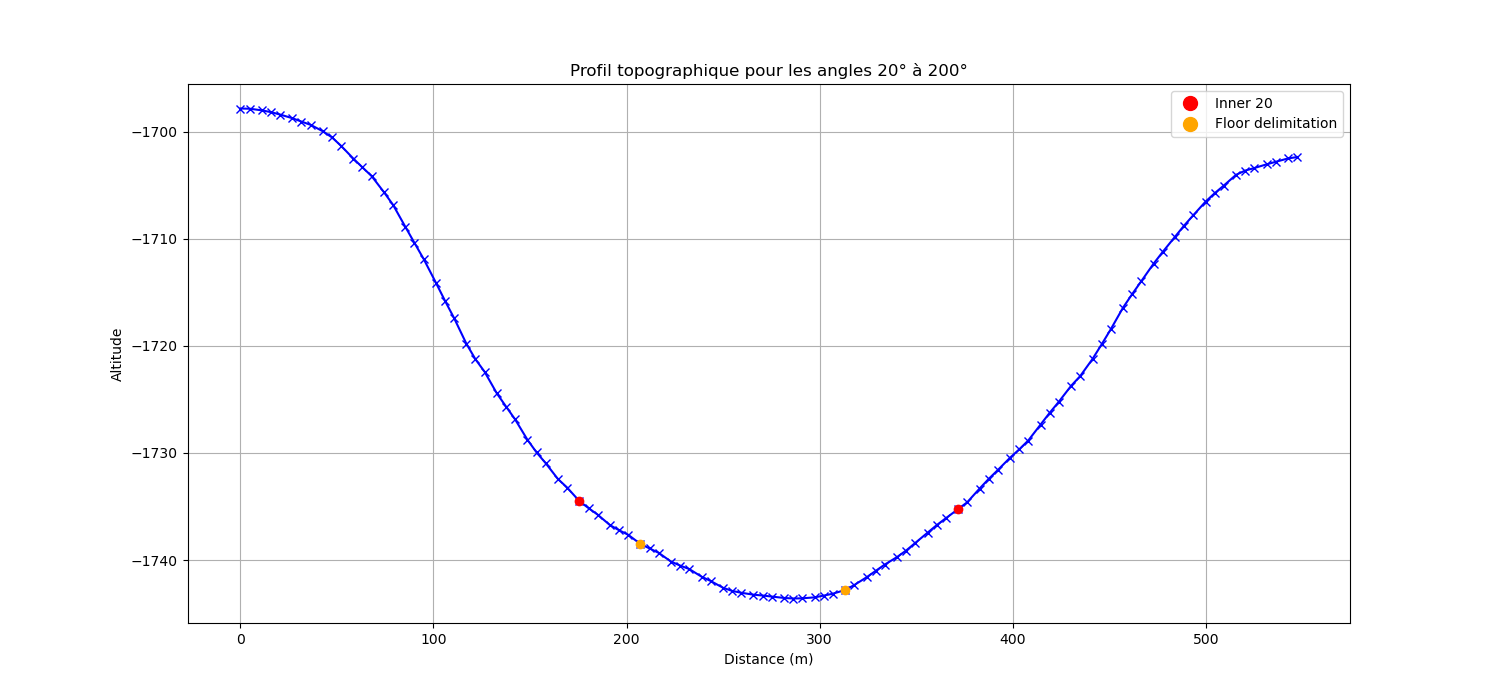 Profil topographique pour les angles 20° à 200°
Inner 20
Floor delimitation
Altitude
−1700
−1710
−1720
−1730
−1740
0 100 200 300 400 500
Distance (m)